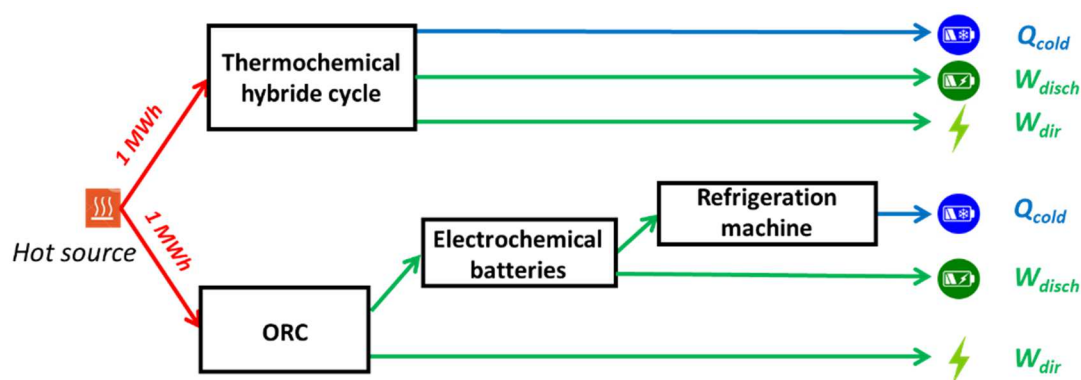 Thermochemical
hybride cycle
Q_cold
W_disch
W_dir
1 MWh
Hot source
1 MWh
Refrigeration
machine
Q_cold
Electrochemical
batteries
W_disch
ORC
W_dir